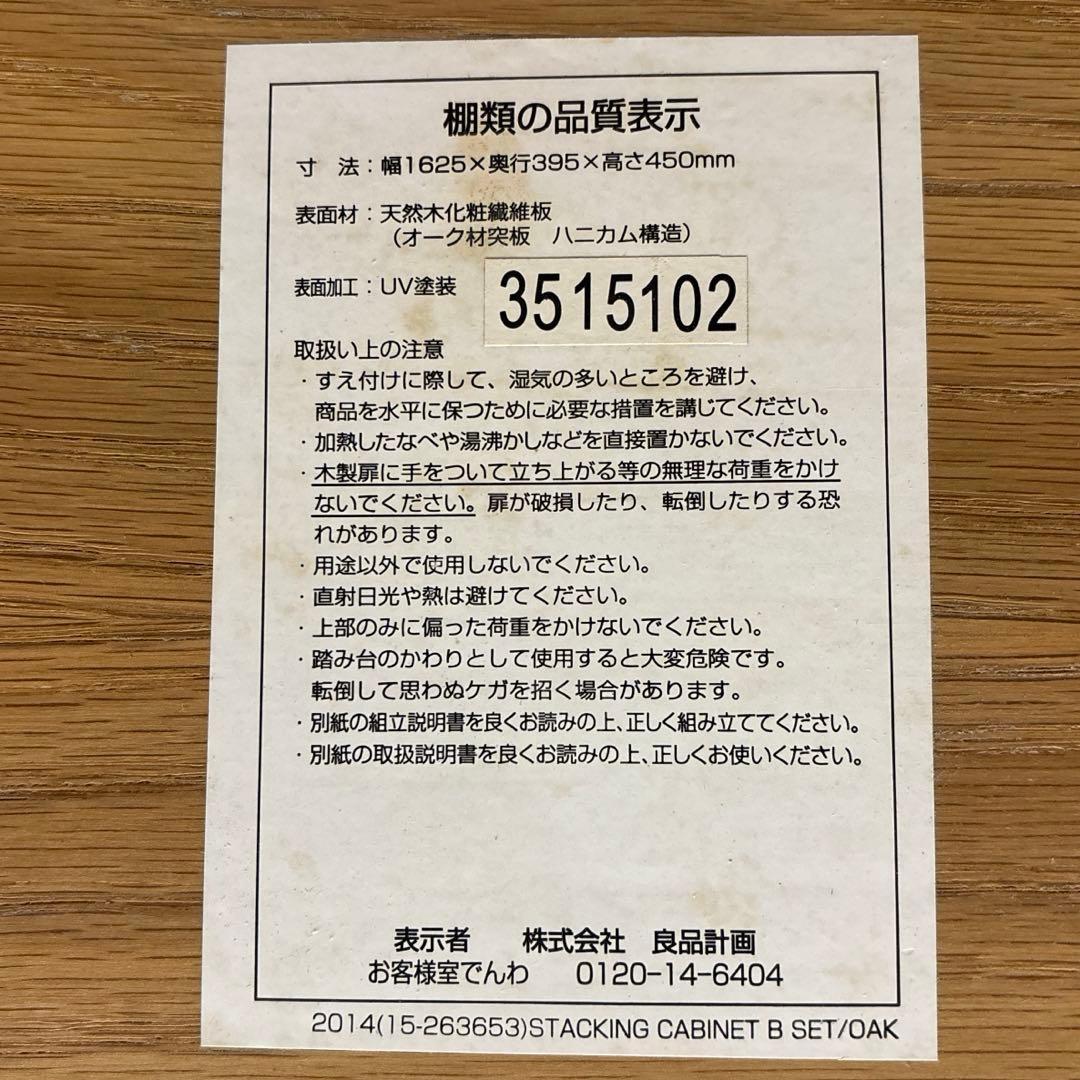 棚類の品質表示
寸　法：幅1625×奥行395×高さ450mm
表面材：天然木化粧繊維板
（オーク材突板　ハニカム構造）
表面加工：UV塗装
3515102
取扱い上の注意
・すえ付けに際して、湿気の多いところを避け、
商品を水平に保つために必要な措置を講じてください。
・加熱したなべや湯沸かしなどを直接置かないでください。
・木製扉に手をついて立ち上がる等の無理な荷重をかけ
ないでください。扉が破損したり、転倒したりする恐
れがあります。
・用途以外で使用しないでください。
・直射日光や熱は避けてください。
・上部のみに偏った荷重をかけないでください。
・踏み台のかわりとして使用すると大変危険です。
転倒して思わぬケガを招く場合があります。
・別紙の組立説明書を良くお読みの上、正しく組み立ててください。
・別紙の取扱説明書を良くお読みの上、正しくお使いください。
表示者　株式会社　良品計画
お客様室でんわ　0120-14-6404
2014(15-263653)STACKING CABINET B SET/OAK